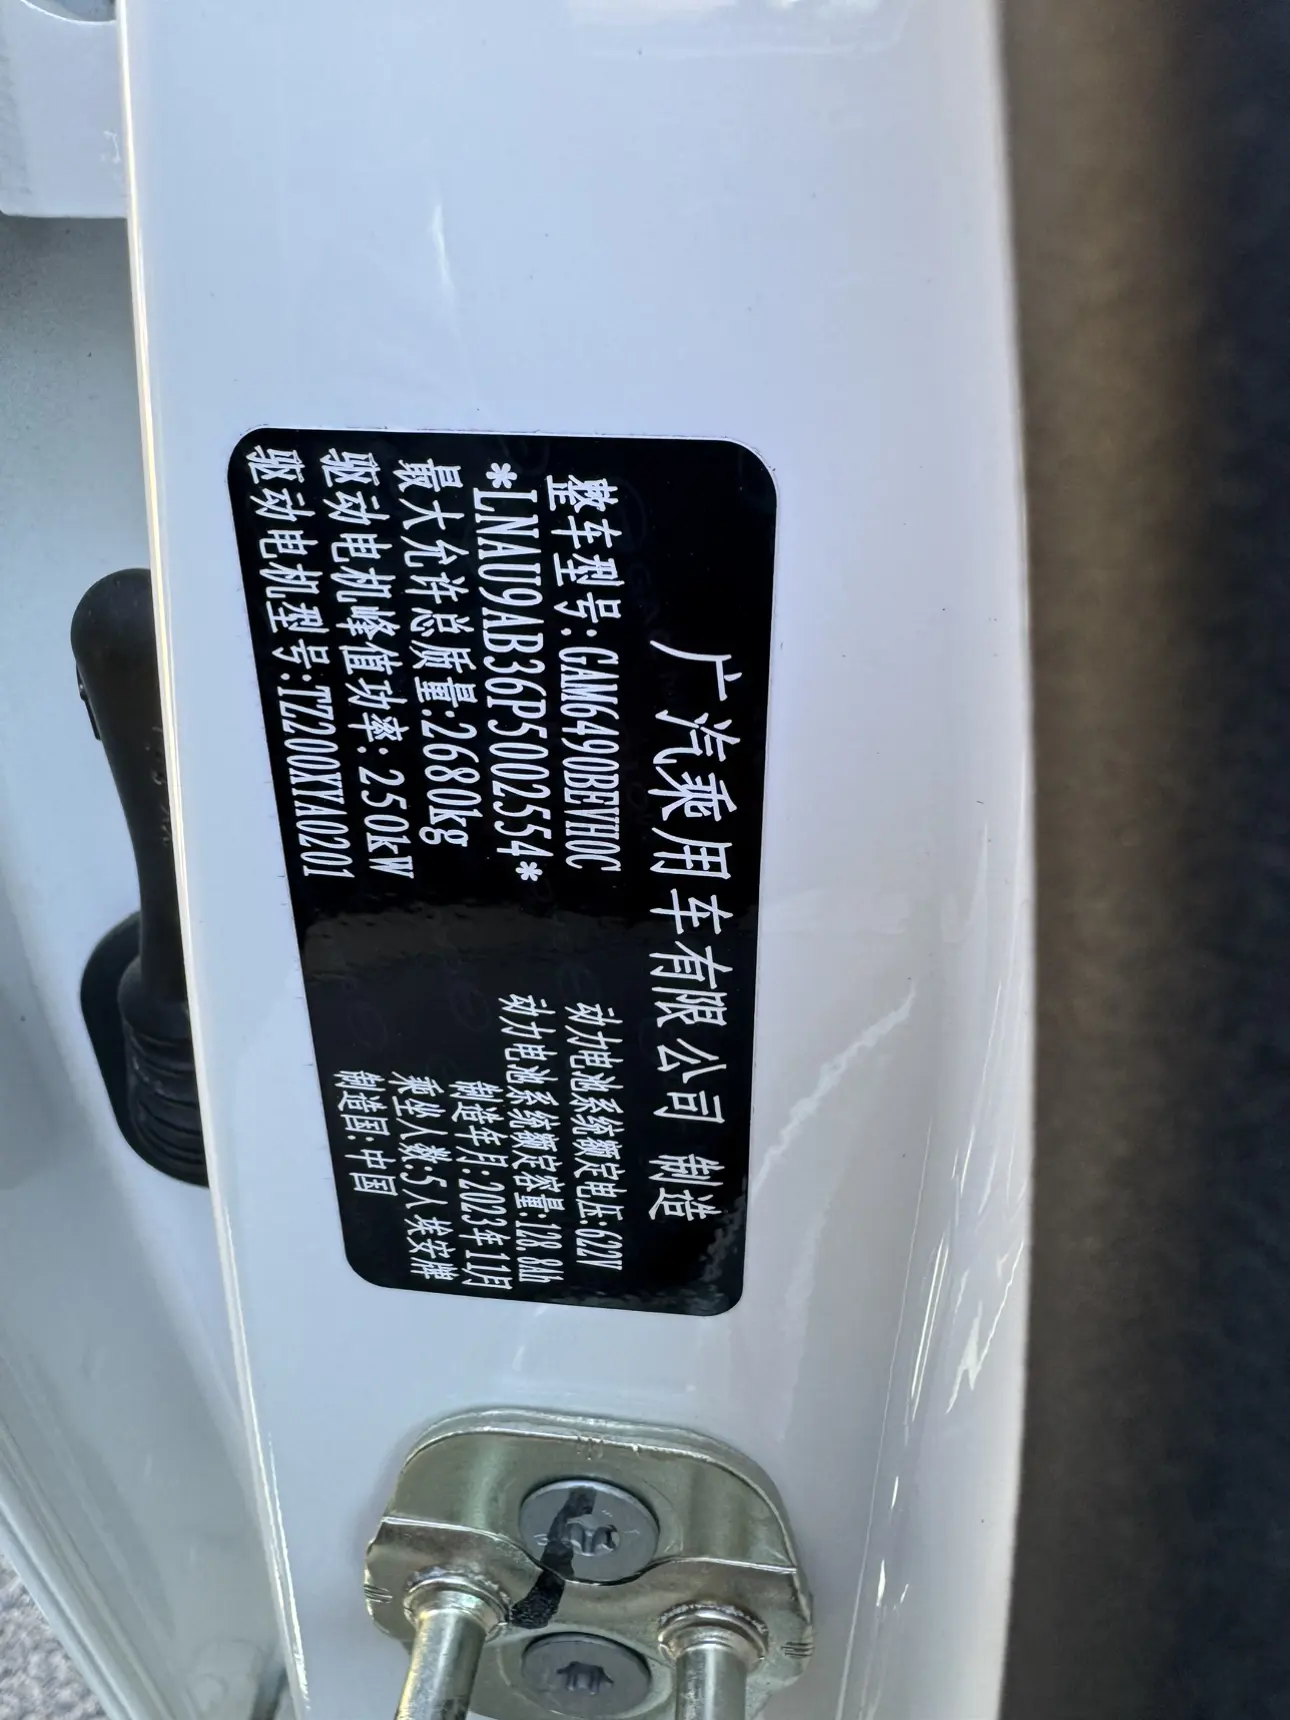 广汽乘用车有限公司 制造
整车型号:GAM6490BEVH0C
动力电池系统额定电压:622V
*LNAU9AB36P5002554*
动力电池系统额定容量:128.8Ah
最大允许总质量:2680kg
制造年月:2023年11月
驱动电机峰值功率:250kW
乘坐人数:5人 埃安牌
驱动电机型号:TZ200XYA0201
制造国:中国